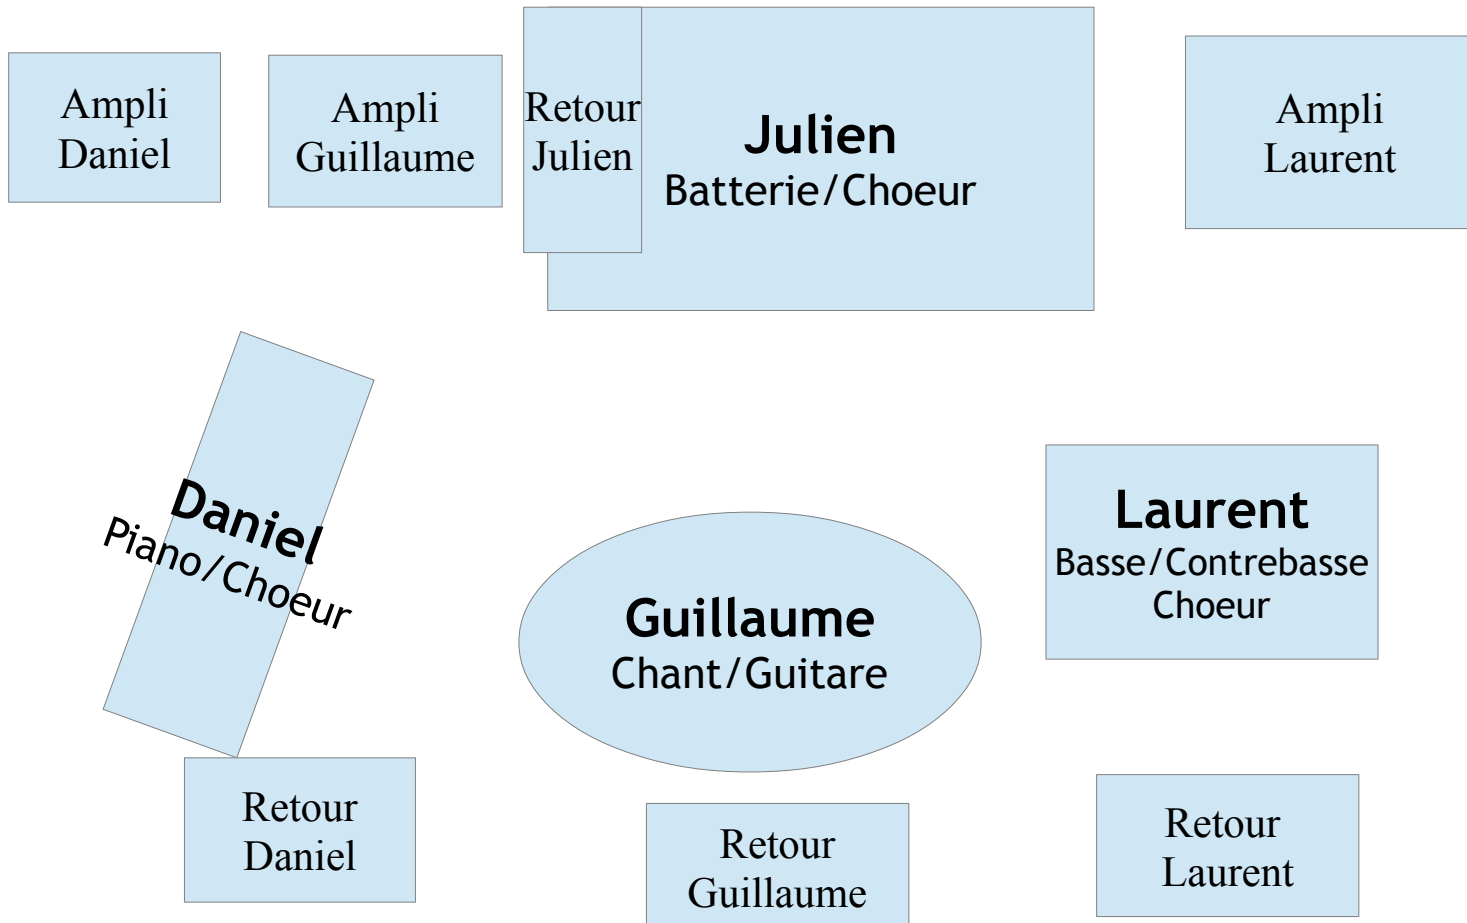 Ampli
Daniel
Ampli
Guillaume
Retour
Julien
Julien
Batterie/Choeur
Ampli
Laurent
Daniel
Piano/Choeur
Guillaume
Chant/Guitare
Laurent
Basse/Contrebasse
Choeur
Retour
Daniel
Retour
Guillaume
Retour
Laurent